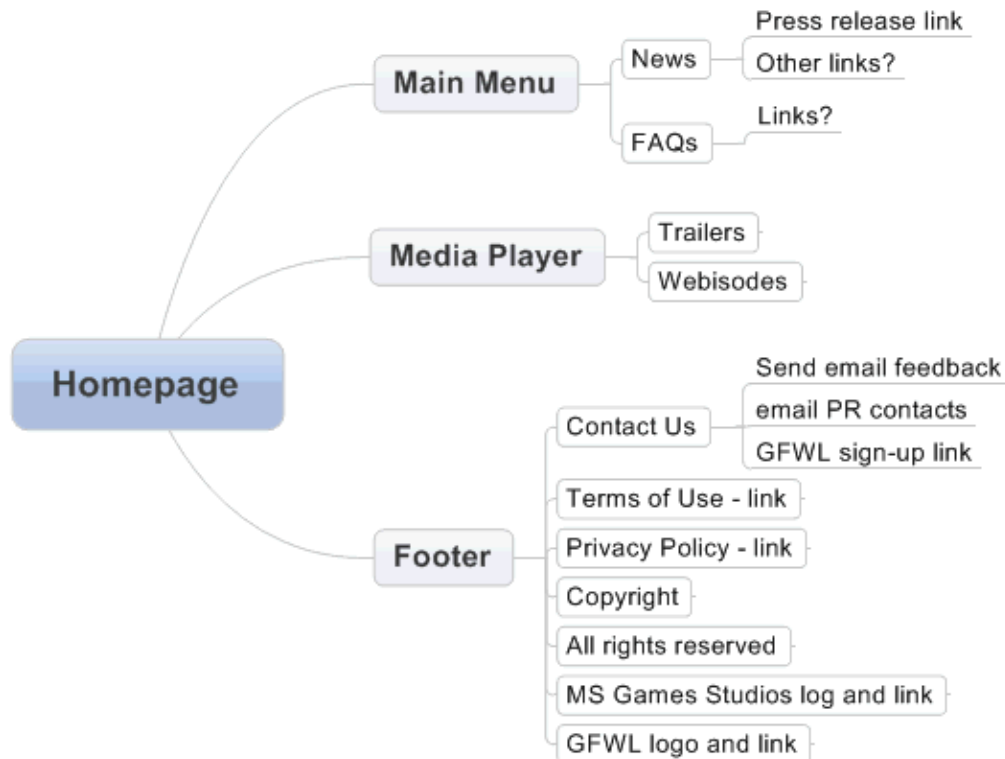 Homepage
Main Menu
News
Press release link
Other links?
FAQs
Links?
Media Player
Trailers
Webisodes
Footer
Contact Us
Send email feedback
email PR contacts
GFWL sign-up link
Terms of Use - link
Privacy Policy - link
Copyright
All rights reserved
MS Games Studios log and link
GFWL logo and link